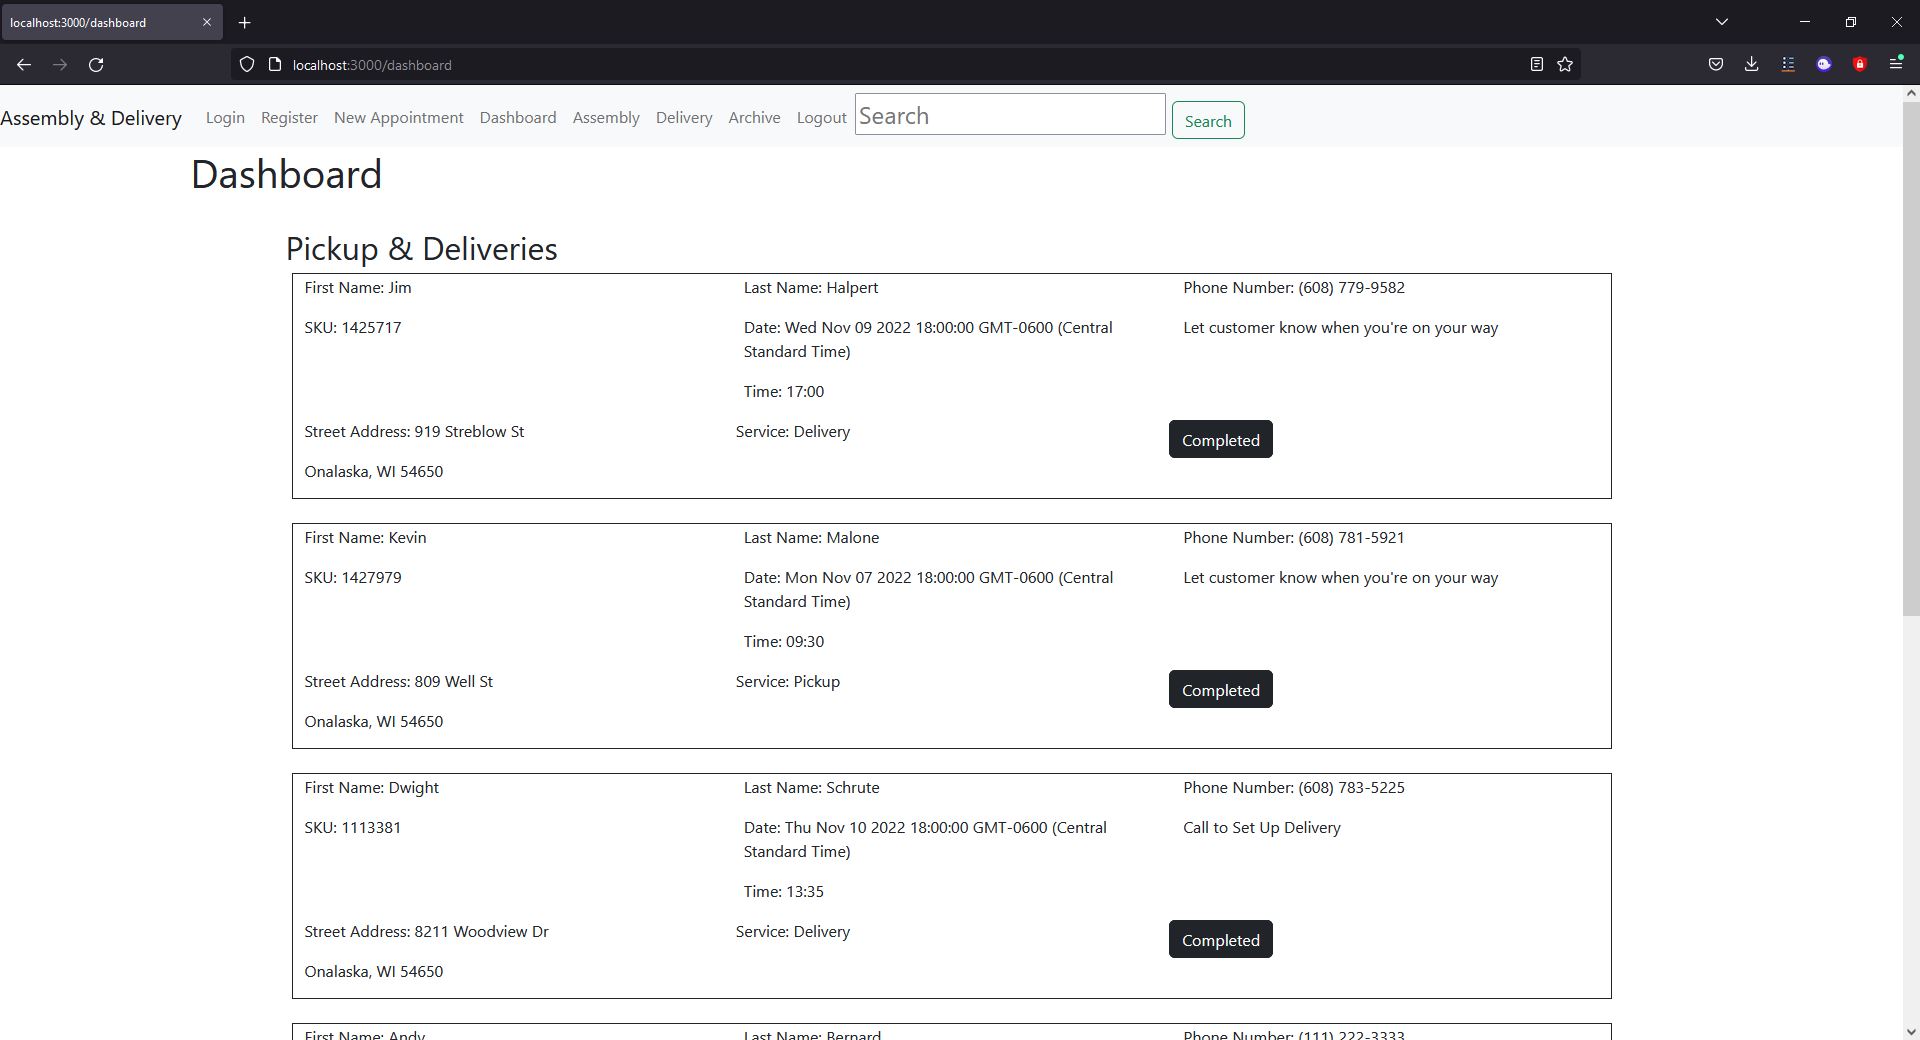 localhost:3000/dashboard
localhost:3000/dashboard
Assembly & Delivery Login Register New Appointment Dashboard Assembly Delivery Archive Logout Search Search
Dashboard
Pickup & Deliveries
First Name: Jim Last Name: Halpert Phone Number: (608) 779-9582
SKU: 1425717 Date: Wed Nov 09 2022 18:00:00 GMT-0600 (Central Let customer know when you're on your way
Standard Time)
Time: 17:00
Street Address: 919 Streblow St Service: Delivery Completed
Onalaska, WI 54650
First Name: Kevin Last Name: Malone Phone Number: (608) 781-5921
SKU: 1427979 Date: Mon Nov 07 2022 18:00:00 GMT-0600 (Central Let customer know when you're on your way
Standard Time)
Time: 09:30
Street Address: 809 Well St Service: Pickup Completed
Onalaska, WI 54650
First Name: Dwight Last Name: Schrute Phone Number: (608) 783-5225
SKU: 1113381 Date: Thu Nov 10 2022 18:00:00 GMT-0600 (Central Call to Set Up Delivery
Standard Time)
Time: 13:35
Street Address: 8211 Woodview Dr Service: Delivery Completed
Onalaska, WI 54650
First Name: Andy Last Name: Bernard Phone Number: (111) 222-3333